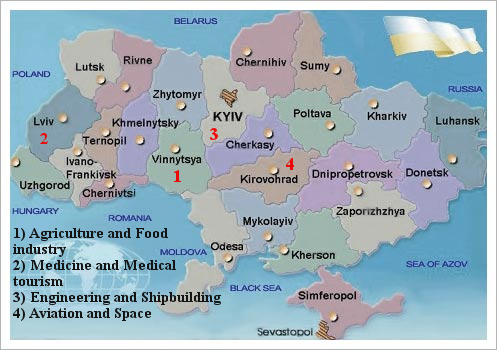 BELARUS
Chernihiv
Sumy
Rivne
Lutsk
POLAND
Zhytomyr
RUSSIA
KYIV
Lviv
Khmelnytsky
Poltava
Kharkiv
Luhansk
2
3
Ternopil
Cherkasy
Ivano-
Frankivsk
Vinnytsya
4
1
Kirovohrad
Dnipropetrovsk
Donetsk
Uzhgorod
Chernivtsi
Zaporizhzhya
HUNGARY
ROMANIA
Mykolayiv
1) Agriculture and Food
industry
Odesa
Kherson
MOLDOVA
2) Medicine and Medical
tourism
SEA OF AZOV
BLACK SEA
3) Engineering and Shipbuilding
Simferopol
4) Aviation and Space
Sevastopol